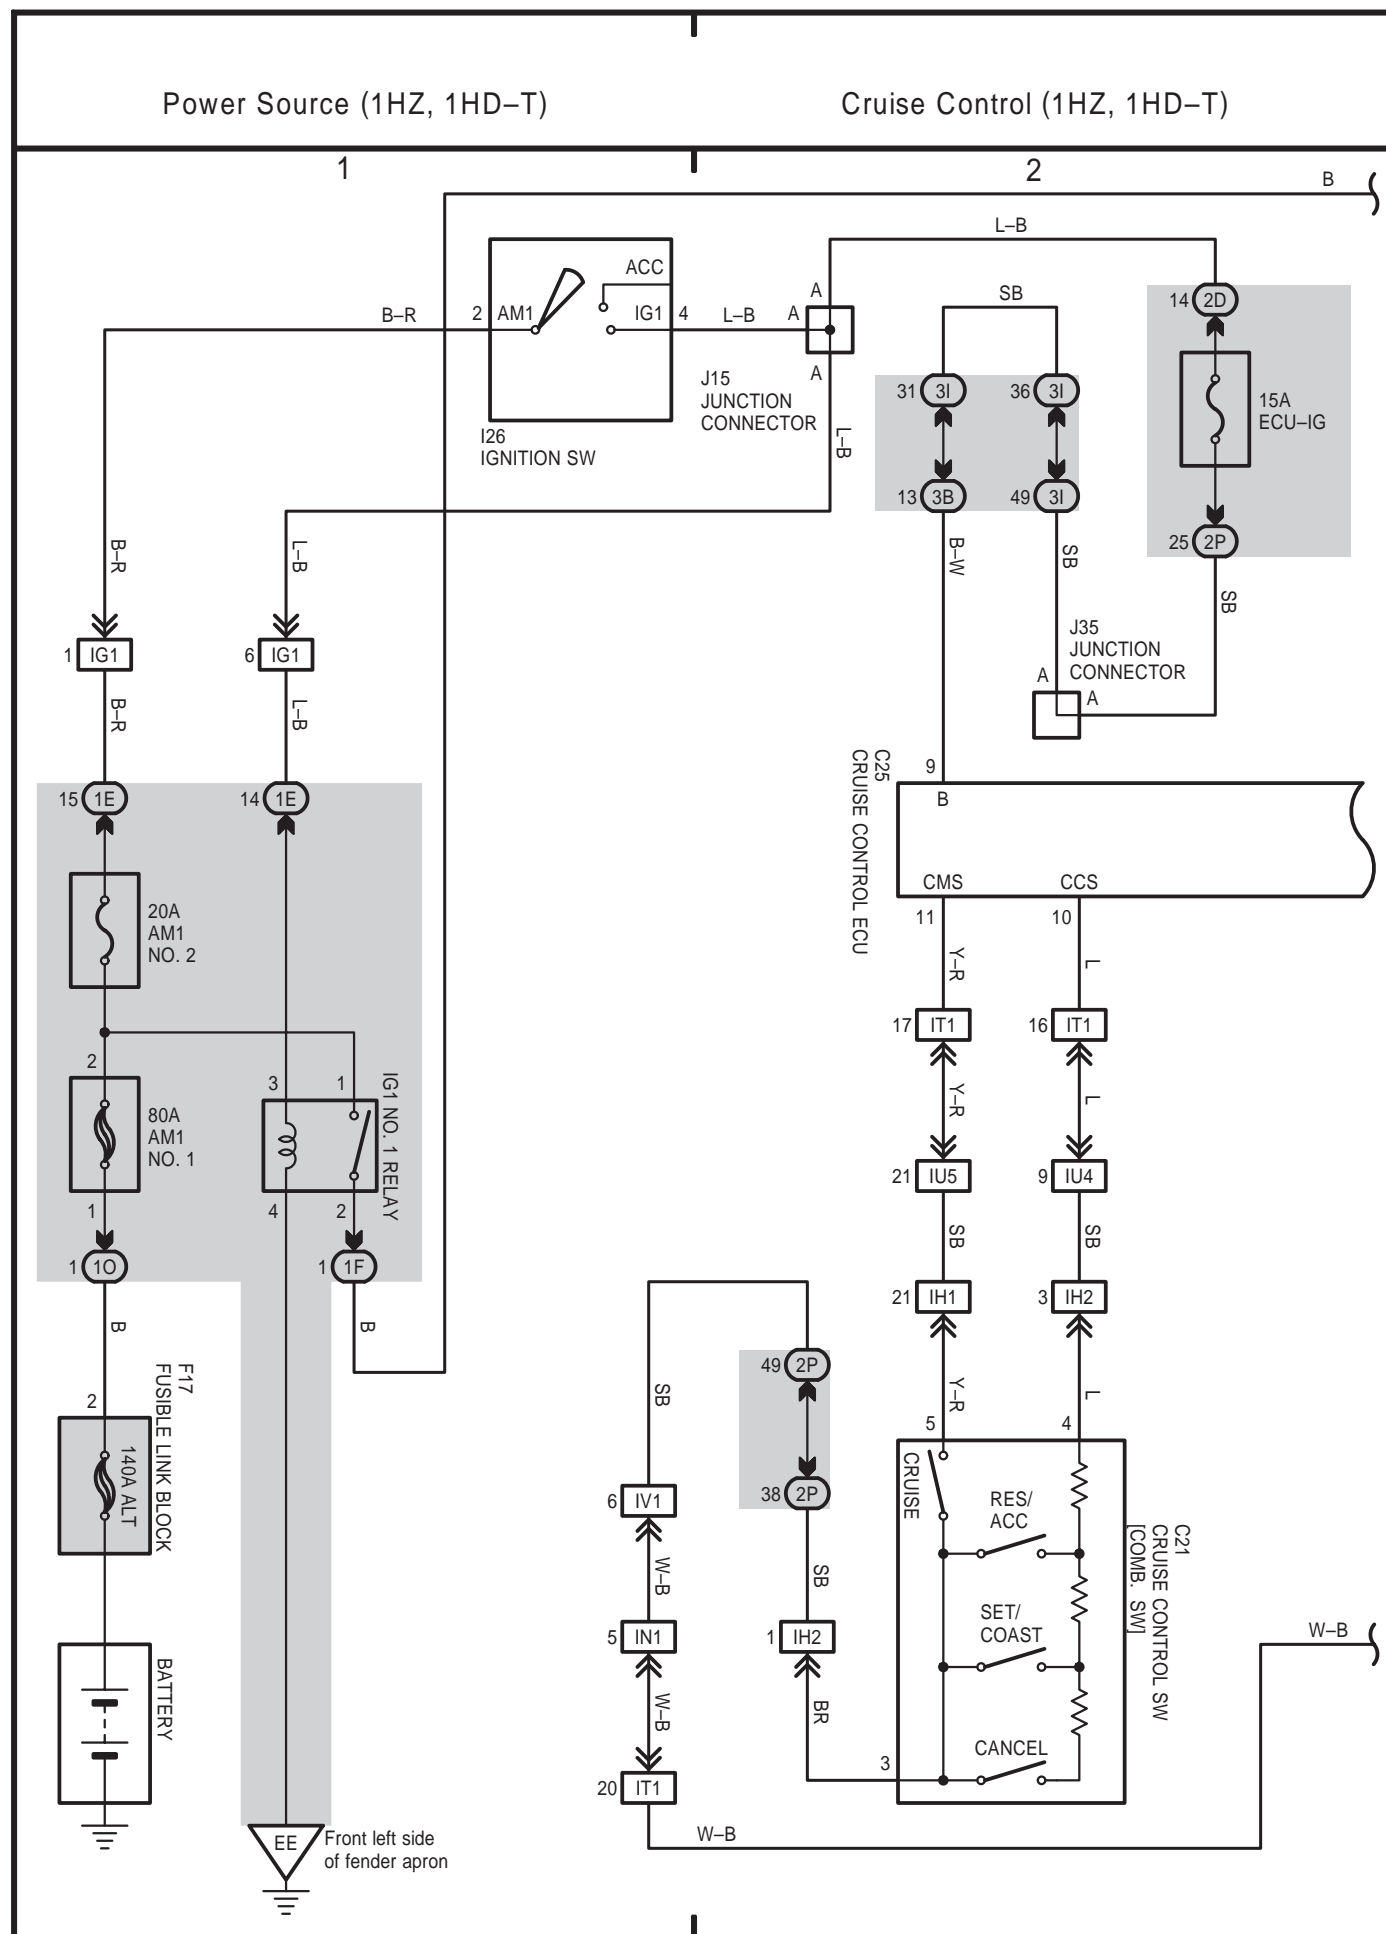 Power Source (1HZ, 1HD–T)
Cruise Control (1HZ, 1HD–T)
1
2
B
L–B
ACC
B–R
2
AM1
IG1
4
L–B
A
A
A
SB
14
2D
J15
JUNCTION
CONNECTOR
31
3I
36
3I
15A
ECU–IG
I26
IGNITION SW
L–B
13
3B
49
3I
25
2P
B–R
L–B
B–W
SB
SB
1
IG1
6
IG1
J35
JUNCTION
CONNECTOR
A
A
B–R
L–B
C25
CRUISE CONTROL ECU
9
B
15
1E
14
1E
CMS
CCS
11
10
20A
AM1
NO. 2
Y–R
L
17
IT1
16
IT1
2
3
1
IG1 NO. 1 RELAY
80A
AM1
NO. 1
Y–R
L
21
IU5
9
IU4
1
4
2
SB
SB
1
1O
1
1F
21
IH1
3
IH2
B
B
49
2P
SB
Y–R
L
F17
FUSIBLE LINK BLOCK
2
140A ALT
5
4
CRUISE
6
IV1
38
2P
RES/
ACC
C21
CRUISE CONTROL SW
[COMB. SW]
W–B
SB
SET/
COAST
5
IN1
1
IH2
W–B
BATTERY
W–B
BR
CANCEL
3
20
IT1
W–B
EE
Front left side
of fender apron